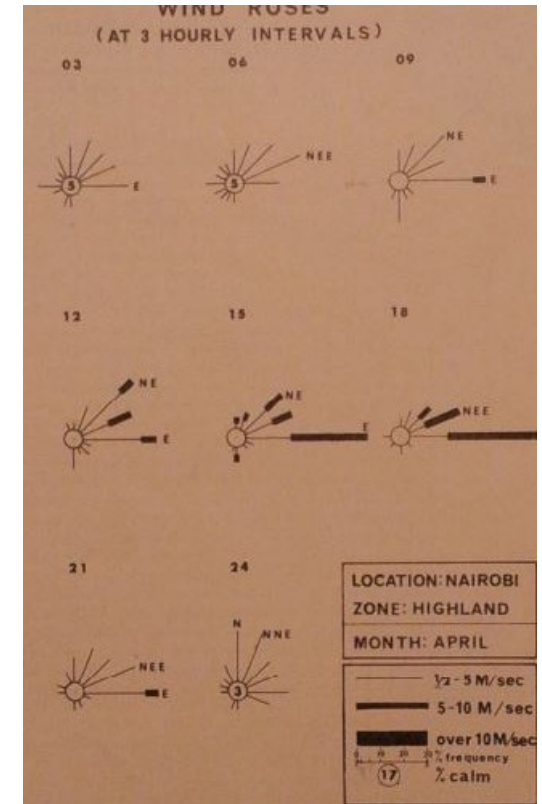 WIND ROSES
(AT 3 HOURLY INTERVALS)
03 06 09
5 E
5 NEE
NE
E
12 15 18
NE
E
NE
E
NEE
21 24
NEE
E
N
NNE
3
LOCATION: NAIROBI
ZONE: HIGHLAND
MONTH: APRIL
½ - 5 M/sec
5-10 M/sec
over 10M/sec
% frequency
17 % calm